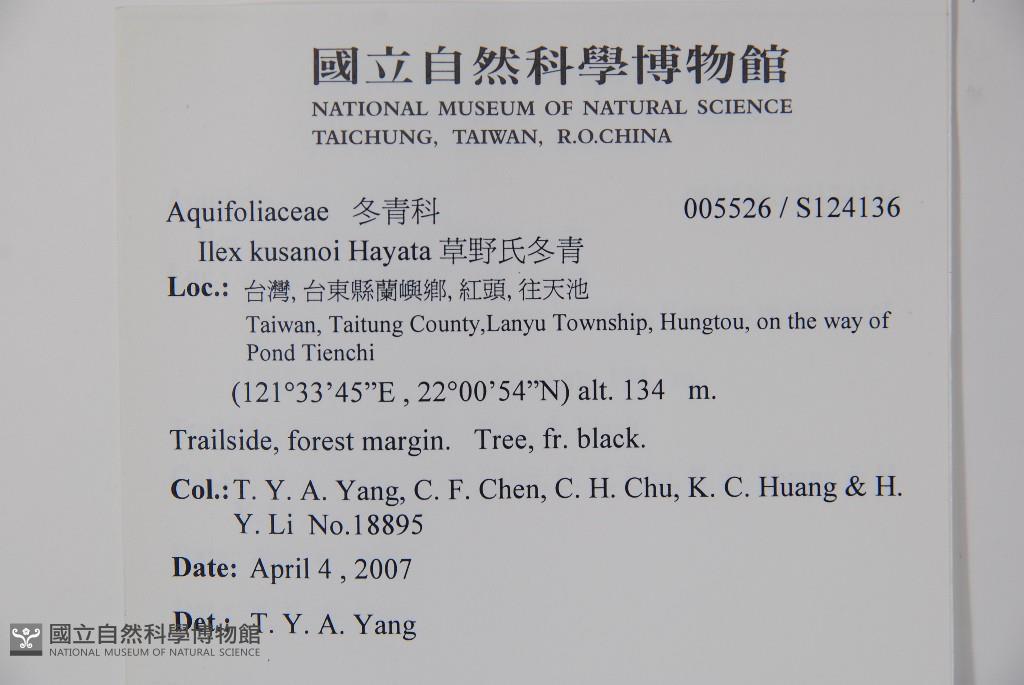 國立自然科學博物館
NATIONAL MUSEUM OF NATURAL SCIENCE
TAICHUNG, TAIWAN, R.O.CHINA
Aquifoliaceae 冬青科 005526 / S124136
Ilex kusanoi Hayata 草野氏冬青
Loc.: 台灣, 台東縣蘭嶼鄉, 紅頭, 往天池
Taiwan, Taitung County,Lanyu Township, Hungtou, on the way of
Pond Tienchi
(121°33’45”E , 22°00’54”N) alt. 134 m.
Trailside, forest margin. Tree, fr. black.
Col.: T. Y. A. Yang, C. F. Chen, C. H. Chu, K. C. Huang & H.
Y. Li No.18895
Date: April 4 , 2007
Det.: T. Y. A. Yang
國立自然科學博物館
NATIONAL MUSEUM OF NATURAL SCIENCE